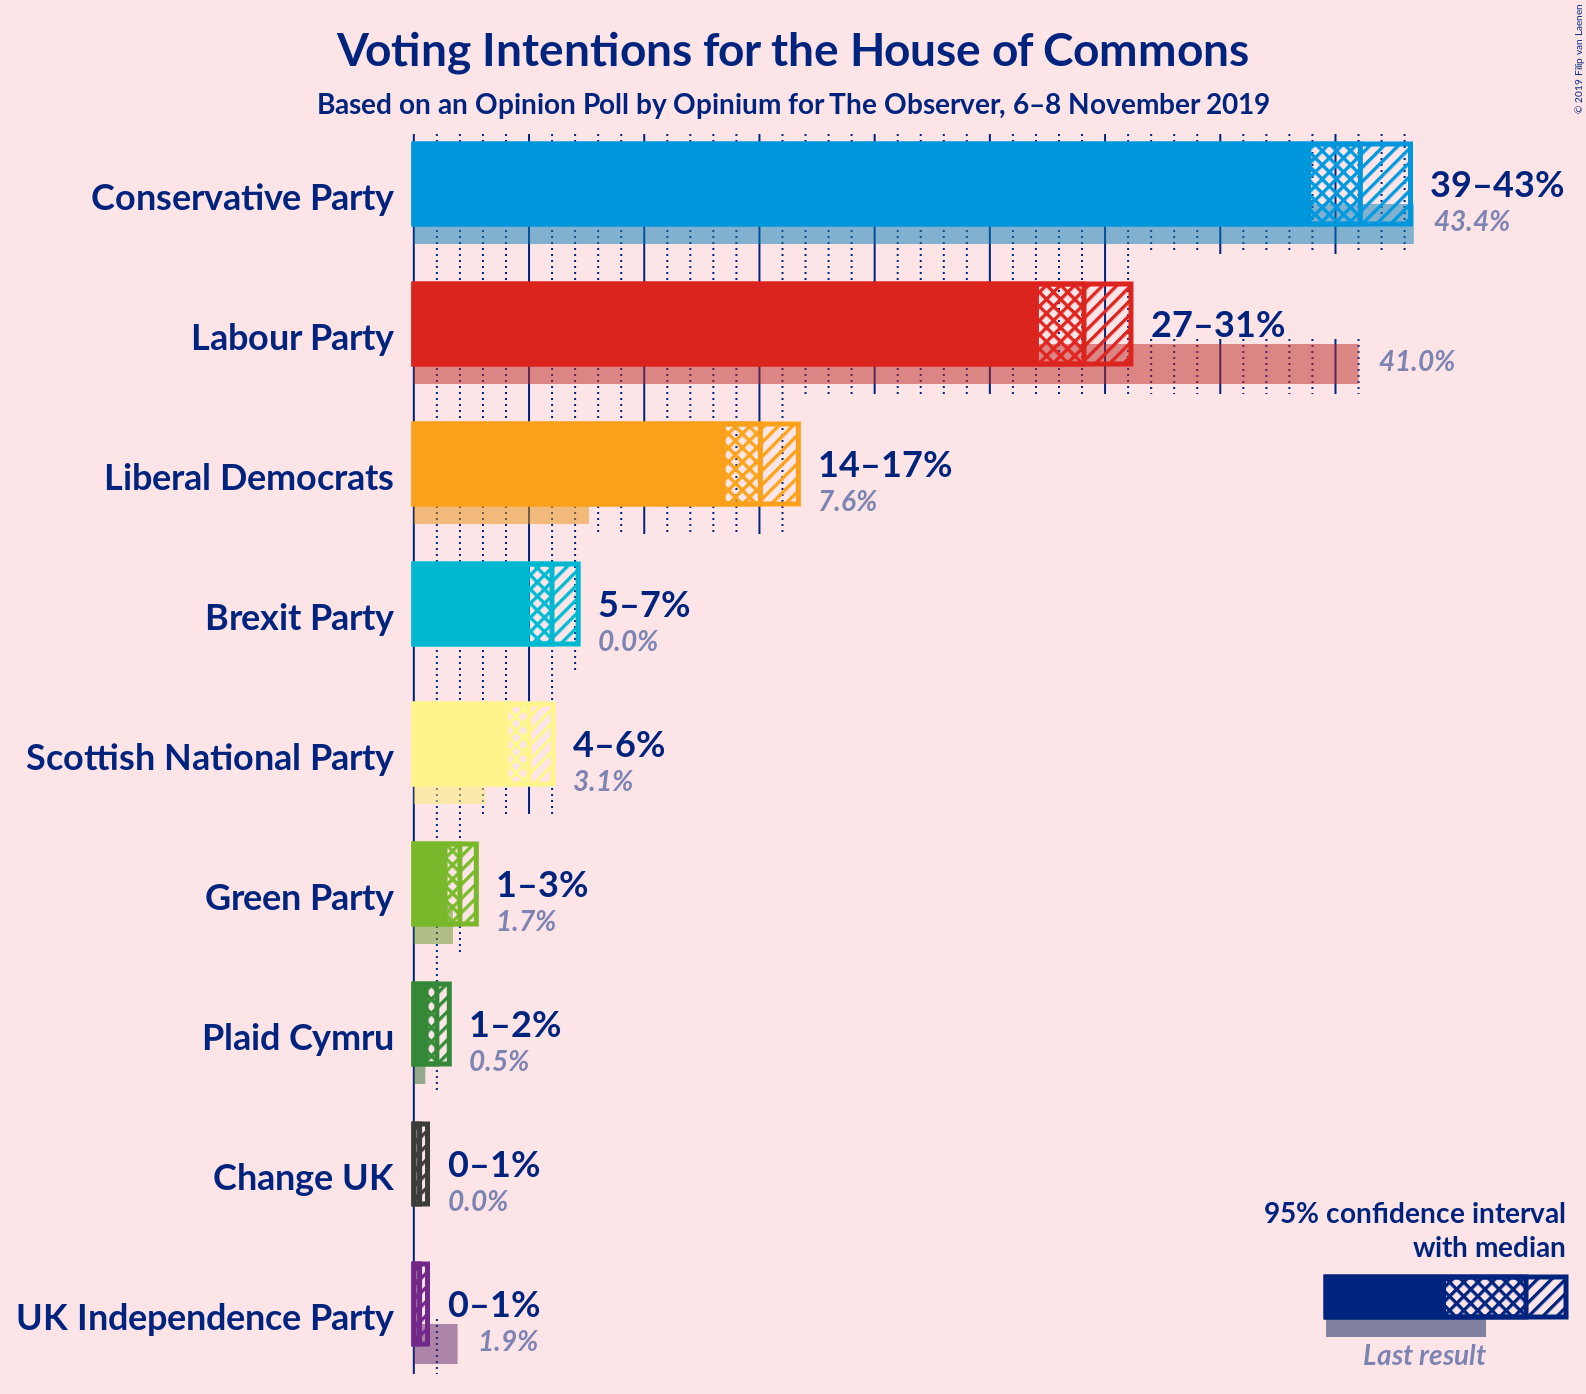 Voting Intentions for the House of Commons
Based on an Opinion Poll by Opinium for The Observer, 6–8 November 2019
© 2019 Filip van Laenen
Conservative Party
39–43%
43.4%
Labour Party
27–31%
41.0%
Liberal Democrats
14–17%
7.6%
Brexit Party
5–7%
0.0%
Scottish National Party
4–6%
3.1%
Green Party
1–3%
1.7%
Plaid Cymru
1–2%
0.5%
Change UK
0–1%
0.0%
UK Independence Party
0–1%
1.9%
95% confidence interval
with median
Last result